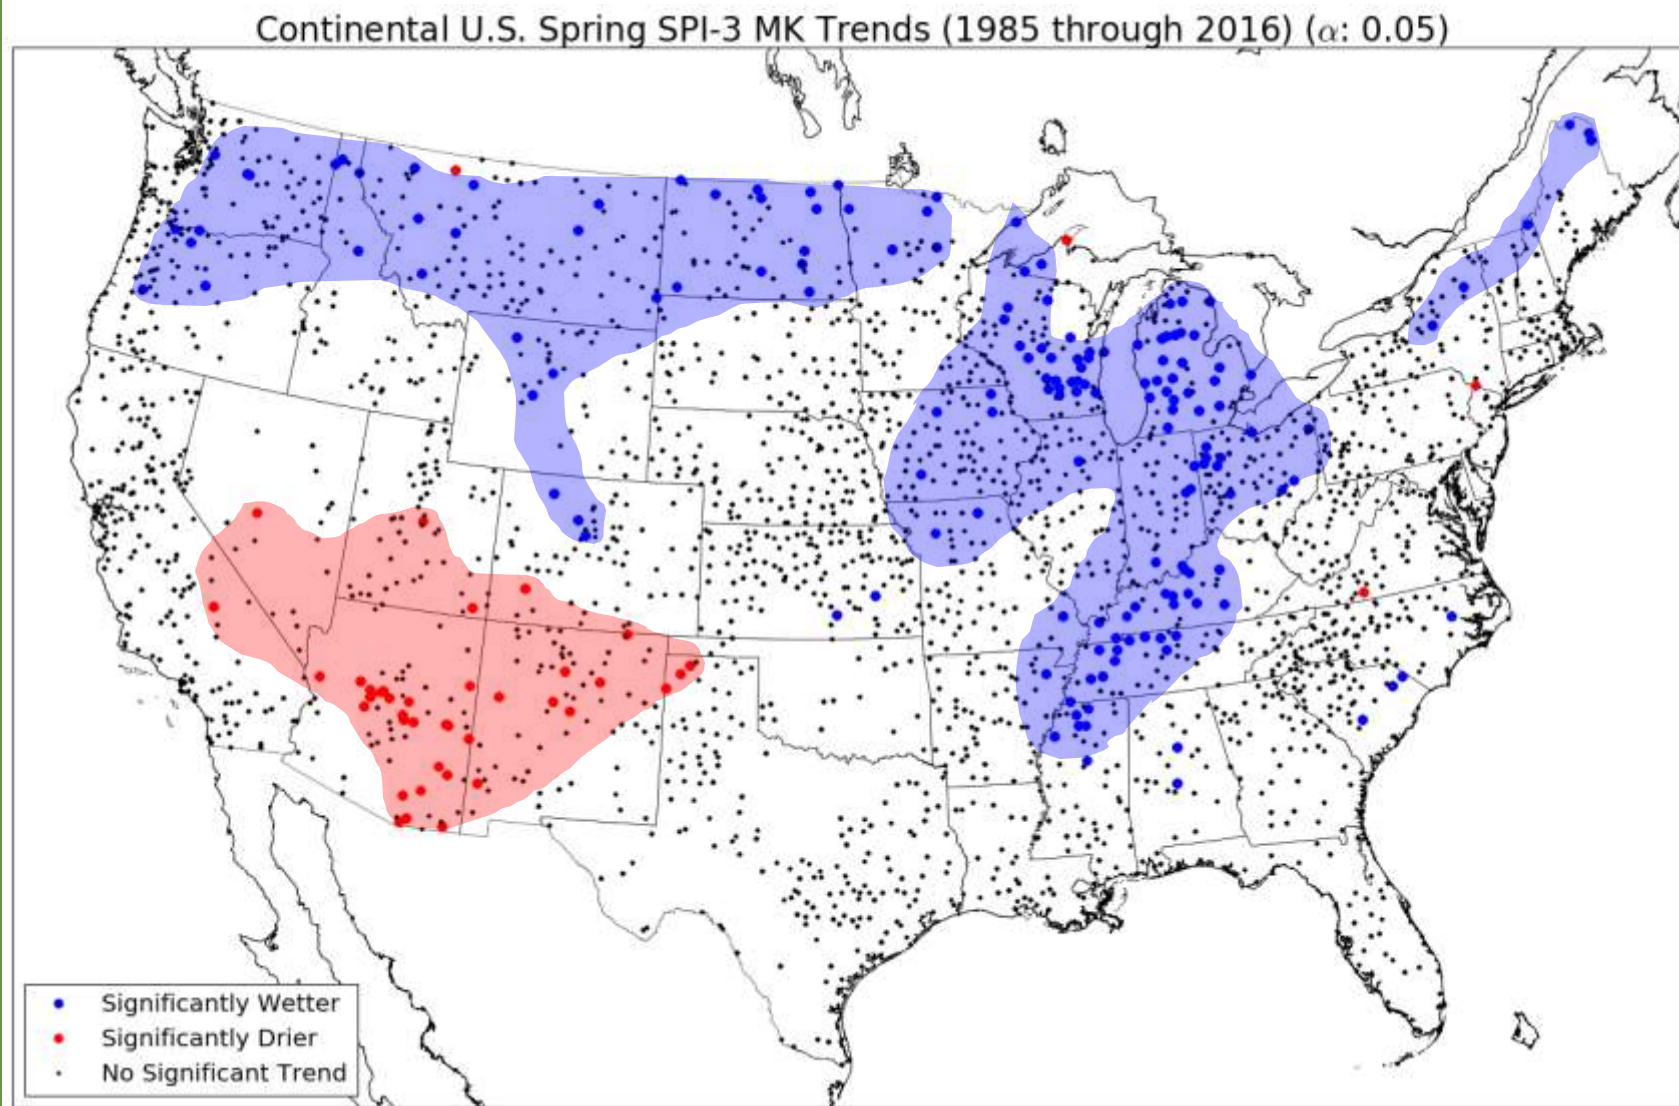 Continental U.S. Spring SPI-3 MK Trends (1985 through 2016) (α: 0.05)
Significantly Wetter
Significantly Drier
No Significant Trend